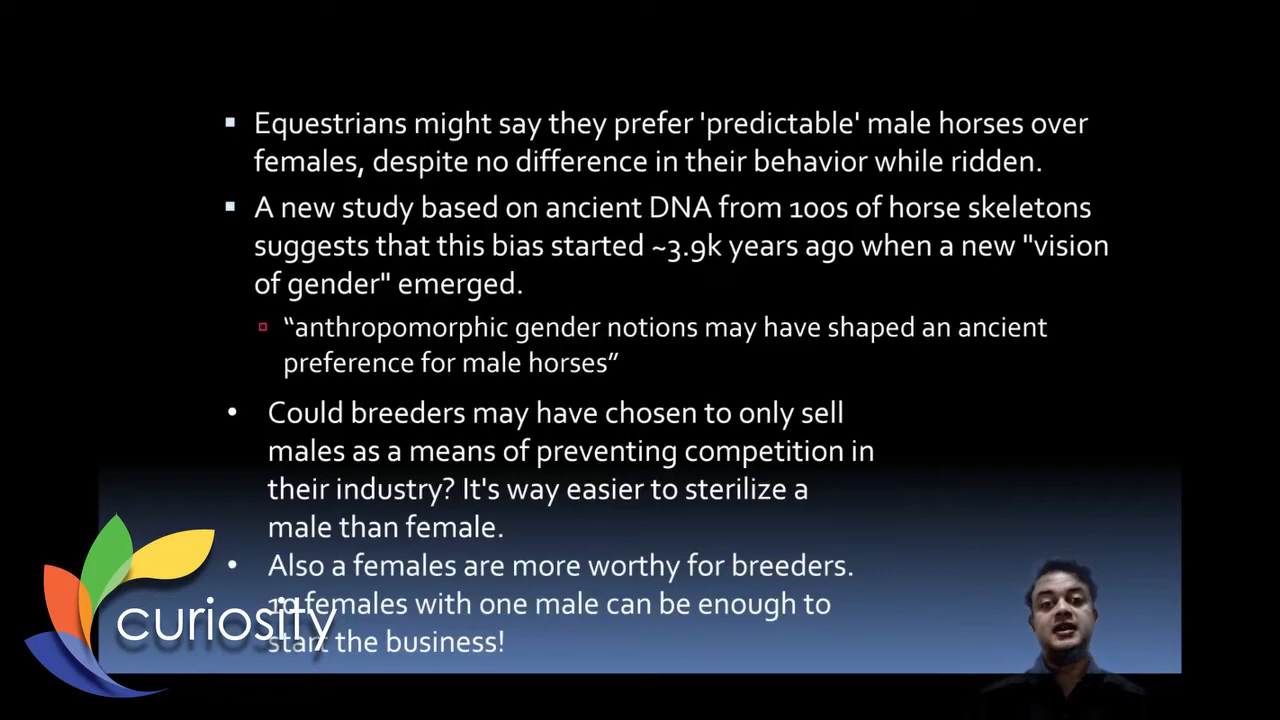 Equestrians might say they prefer 'predictable' male horses over
females, despite no difference in their behavior while ridden.
A new study based on ancient DNA from 100s of horse skeletons
suggests that this bias started ~3.9k years ago when a new "vision
of gender" emerged.
“anthropomorphic gender notions may have shaped an ancient
preference for male horses”
Could breeders may have chosen to only sell
males as a means of preventing competition in
their industry? It's way easier to sterilize a
male than female.
Also a females are more worthy for breeders.
10 females with one male can be enough to
start the business!
curiosity